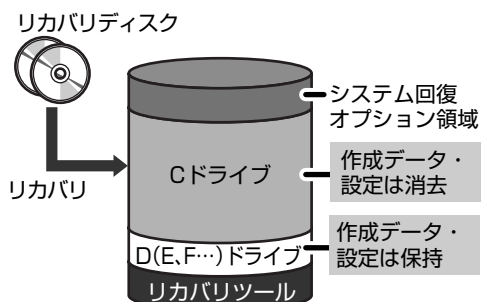 リカバリディスク
システム回復
オプション領域
Cドライブ
作成データ・
設定は消去
リカバリ
D(E、F…)ドライブ
作成データ・
設定は保持
リカバリツール